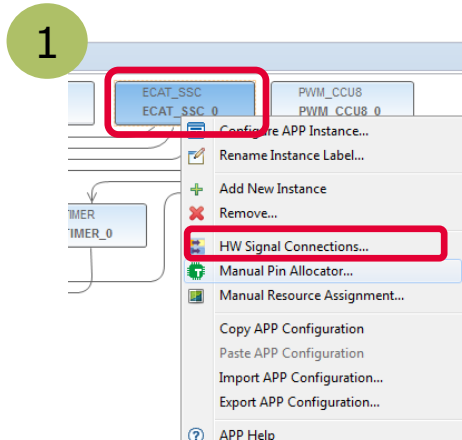 1
ECAT_SSC
ECAT_SSC_0
PWM_CCU8
PWM_CCU8_0
Configure APP Instance...
Rename Instance Label...
Add New Instance
Remove...
IMER
TIMER_0
HW Signal Connections...
Manual Pin Allocator...
Manual Resource Assignment...
Copy APP Configuration
Paste APP Configuration
Import APP Configuration...
Export APP Configuration...
APP Help